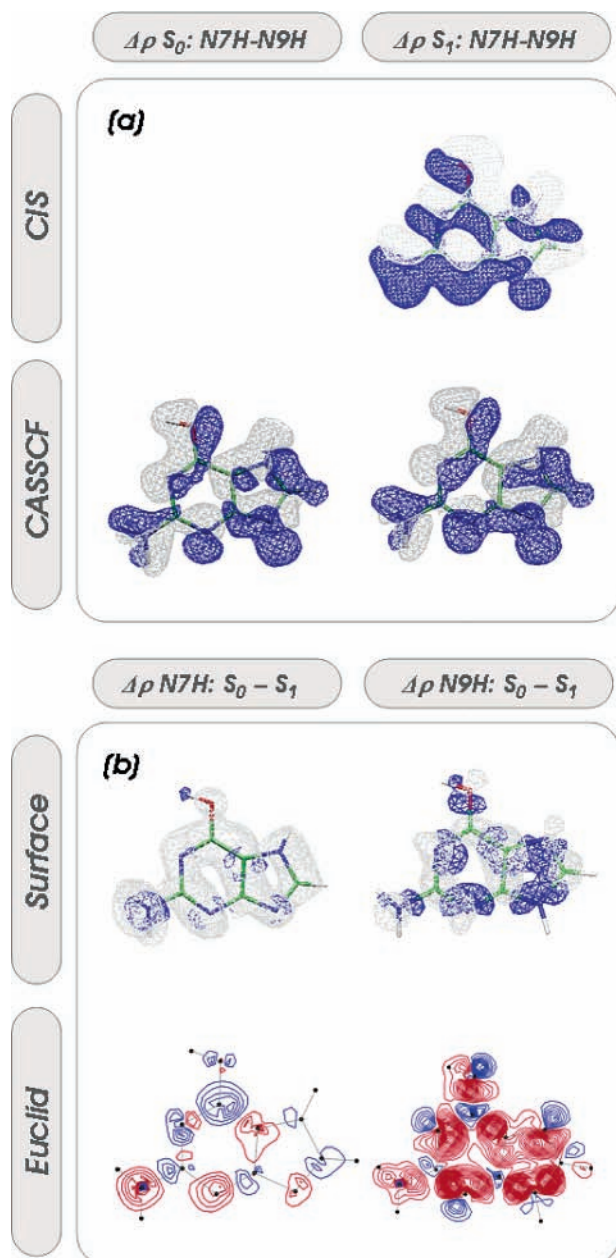 Δρ S₀: N7H-N9H
Δρ S₁: N7H-N9H
CIS
(a)
CASSCF
Δρ N7H: S₀ – S₁
Δρ N9H: S₀ – S₁
Surface
(b)
Euclid